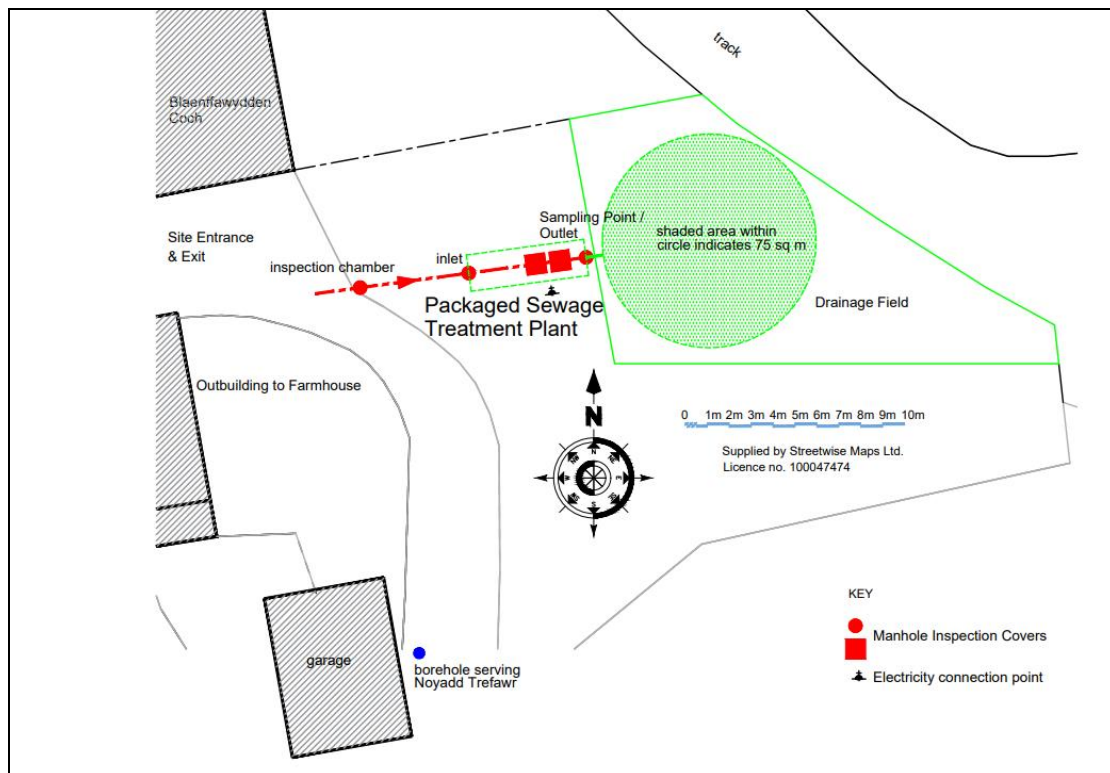 track
Blaenffawydden
Coch
Sampling Point /
Outlet
shaded area within
circle indicates 75 sq m
Site Entrance
& Exit
inlet
inspection chamber
Packaged Sewage
Treatment Plant
Drainage Field
Outbuilding to Farmhouse
N
0 1m 2m 3m 4m 5m 6m 7m 8m 9m 10m
N
E
S
W
Supplied by Streetwise Maps Ltd.
Licence no. 100047474
KEY
Manhole Inspection Covers
Electricity connection point
garage
borehole serving
Noyadd Trefawr